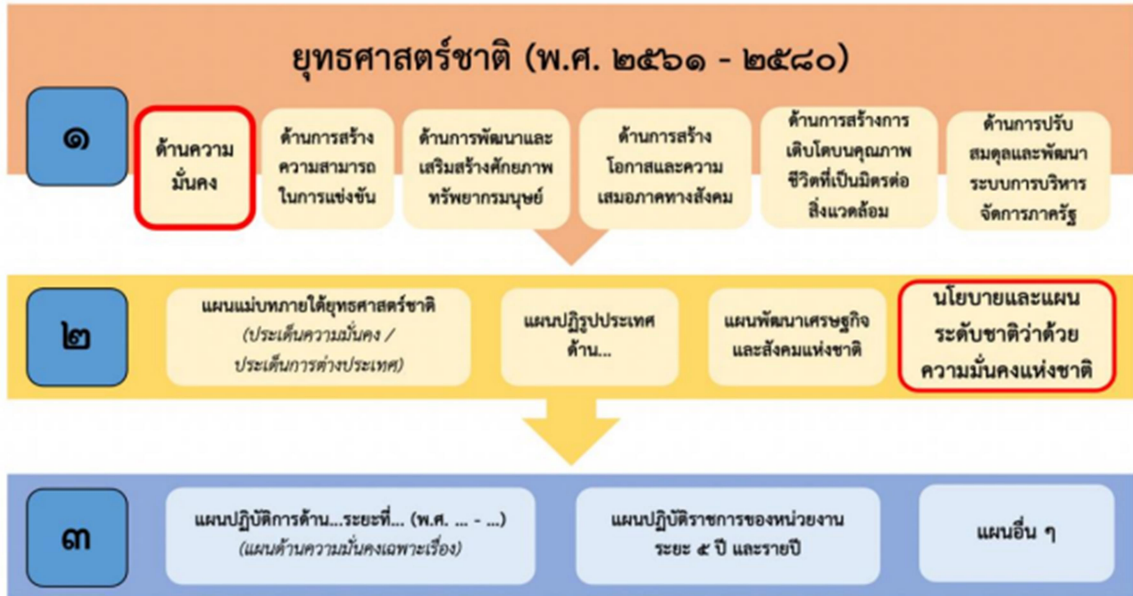 ยุทธศาสตร์ชาติ (พ.ศ. ๒๕๖๑ - ๒๕๘๐)
๑
ด้านความ
มั่นคง
ด้านการสร้าง
ความสามารถ
ในการแข่งขัน
ด้านการพัฒนาและ
เสริมสร้างศักยภาพ
ทรัพยากรมนุษย์
ด้านการสร้าง
โอกาสและความ
เสมอภาคทางสังคม
ด้านการสร้างการ
เติบโตบนคุณภาพ
ชีวิตที่เป็นมิตรต่อ
สิ่งแวดล้อม
ด้านการปรับ
สมดุลและพัฒนา
ระบบการบริหาร
จัดการภาครัฐ
๒
แผนแม่บทภายใต้ยุทธศาสตร์ชาติ
(ประเด็นความมั่นคง /
ประเด็นการต่างประเทศ)
แผนปฏิรูปประเทศ
ด้าน...
แผนพัฒนาเศรษฐกิจ
และสังคมแห่งชาติ
นโยบายและแผน
ระดับชาติว่าด้วย
ความมั่นคงแห่งชาติ
๓
แผนปฏิบัติการด้าน...ระยะที่... (พ.ศ. ... - ...)
(แผนด้านความมั่นคงเฉพาะเรื่อง)
แผนปฏิบัติราชการของหน่วยงาน
ระยะ ๕ ปี และรายปี
แผนอื่น ๆ